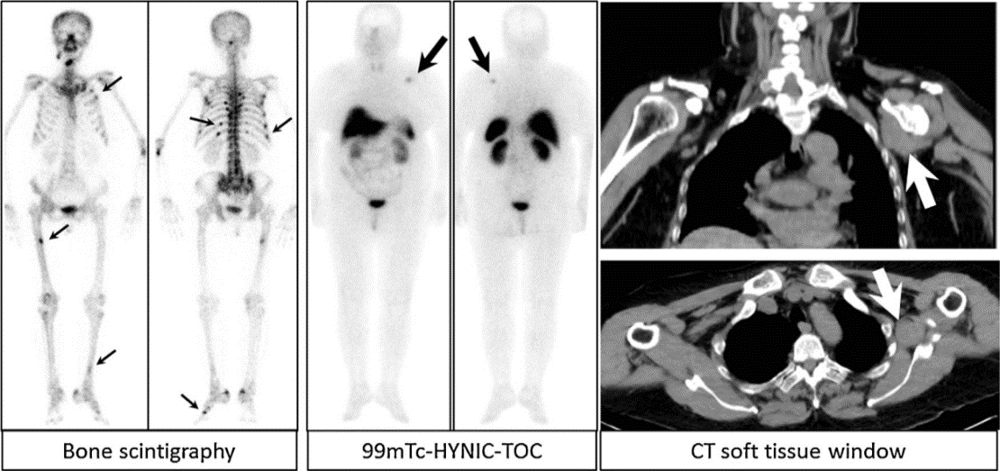 Bone scintigraphy
99mTc-HYNIC-TOC
CT soft tissue window